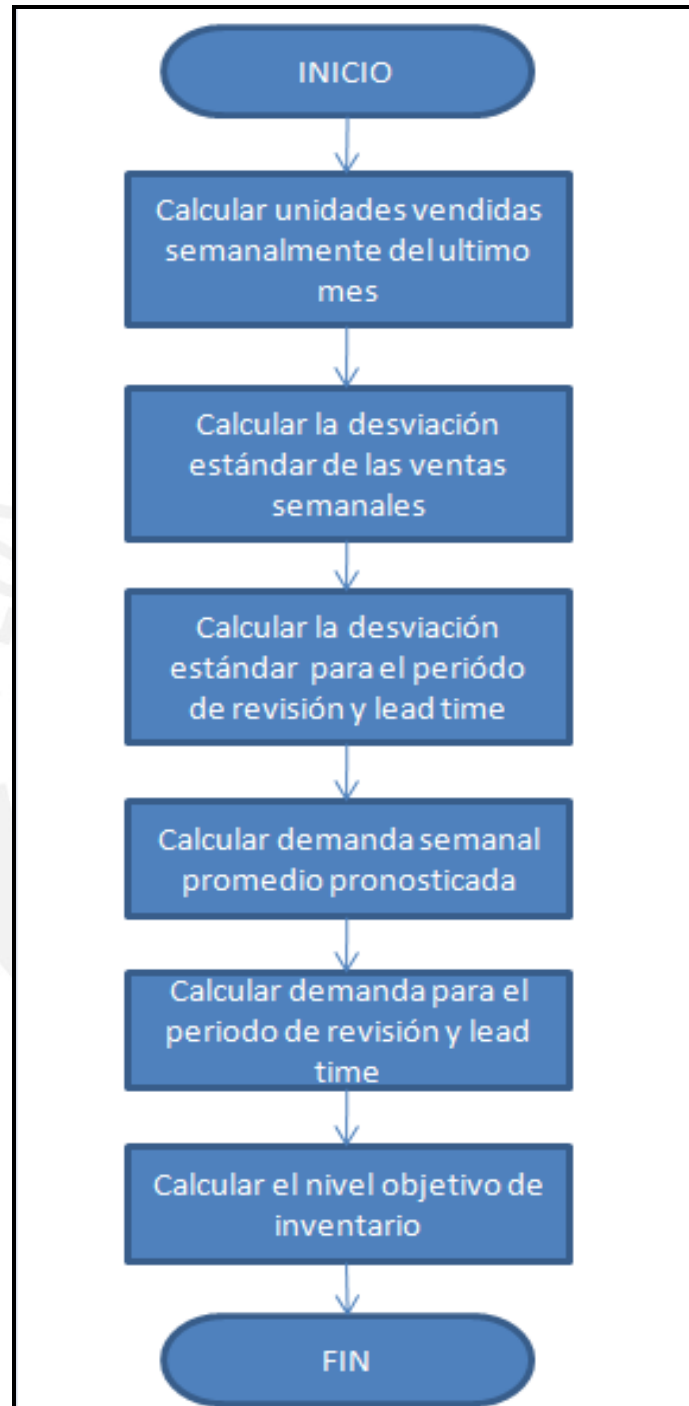 INICIO
Calcular unidades vendidas
semanalmente del ultimo
mes
Calcular la desviación
estándar de las ventas
semanales
Calcular la desviación
estándar para el periódo
de revisión y lead time
Calcular demanda semanal
promedio pronosticada
Calcular demanda para el
periodo de revisión y lead
time
Calcular el nivel objetivo de
inventario
FIN